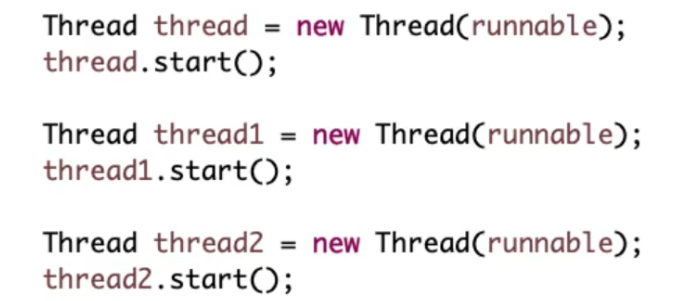 Thread thread = new Thread(runnable);
thread.start();
Thread thread1 = new Thread(runnable);
thread1.start();
Thread thread2 = new Thread(runnable);
thread2.start();